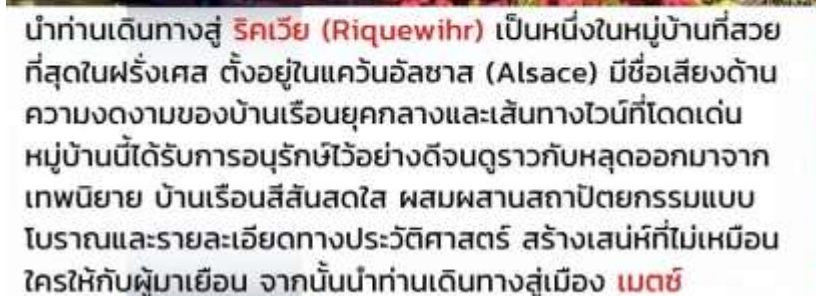 นำท่านเดินทางสู่ ริคเวีย (Riquewihr) เป็นหนึ่งในหมู่บ้านที่สวย
ที่สุดในฝรั่งเศส ตั้งอยู่ในแคว้นอัลซาส (Alsace) มีชื่อเสียงด้าน
ความงดงามของบ้านเรือนยุคกลางและเส้นทางไวน์ที่โดดเด่น
หมู่บ้านนี้ได้รับการอนุรักษ์ไว้อย่างดีจนดูราวกับหลุดออกมาจาก
เทพนิยาย บ้านเรือนสีสันสดใส ผสมผสานสถาปัตยกรรมแบบ
โบราณและรายละเอียดทางประวัติศาสตร์ สร้างเสน่ห์ที่ไม่เหมือน
ใครให้กับผู้มาเยือน จากนั้นนำท่านเดินทางสู่เมือง เมตซ์